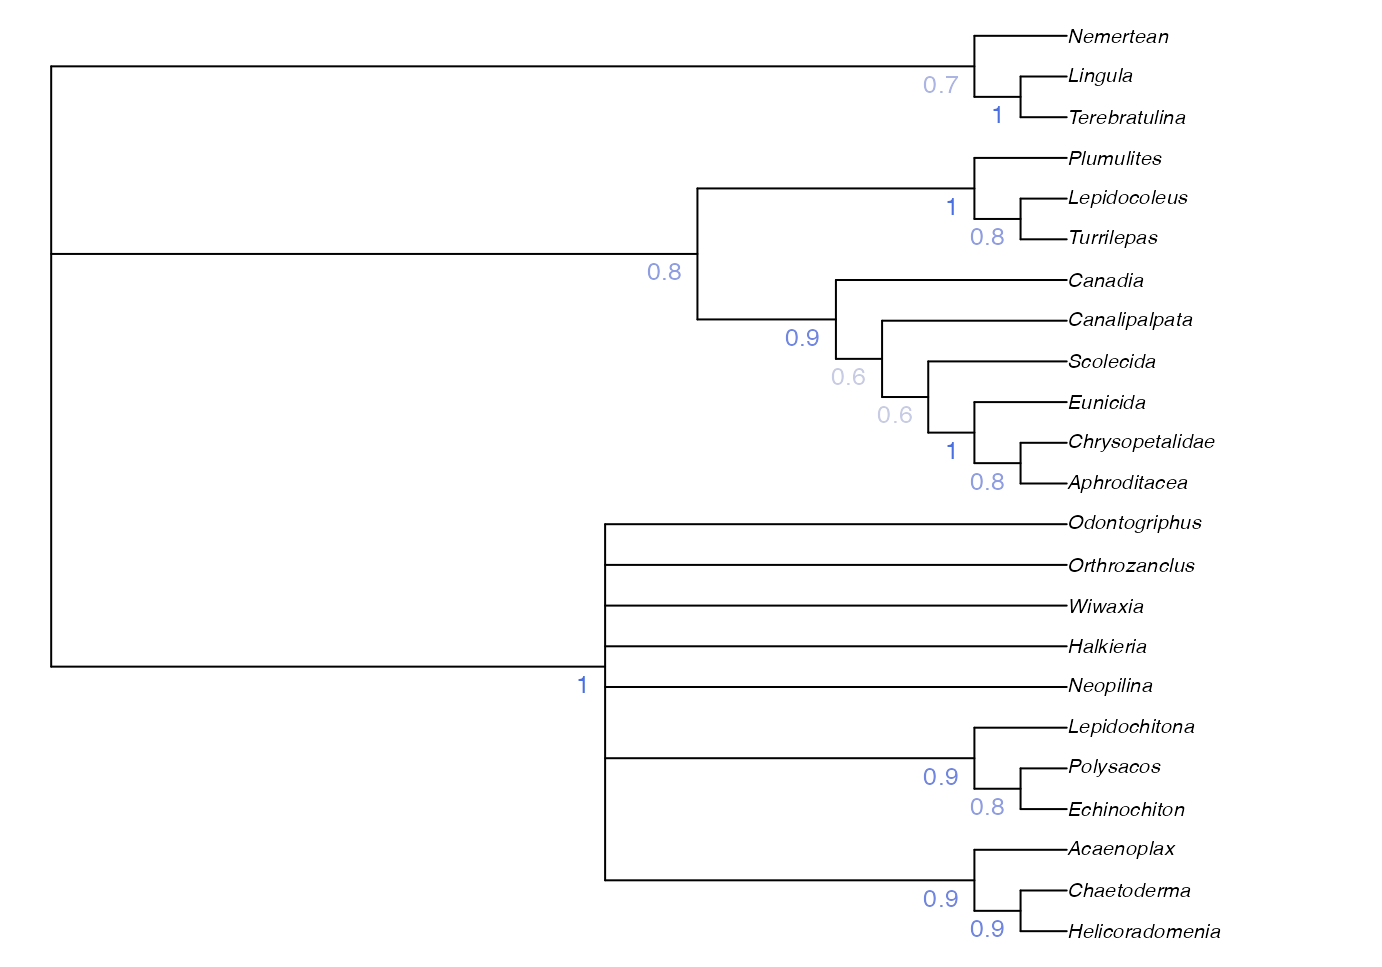 Nemertean
0.7
Lingula
1
Terebratulina
Plumulites
1
Lepidocoleus
0.8
Turrilepas
0.8
Canadia
0.9
Canalipalpata
0.6
Scolecida
0.6
Eunicida
1
Chrysopetalidae
0.8
Aphroditacea
Odontogriphus
Orthrozanclus
Wiwaxia
Halkieria
1
Neopilina
Lepidochitona
0.9
Polysacos
0.8
Echinochiton
Acaenoplax
0.9
Chaetoderma
0.9
Helicoradomenia